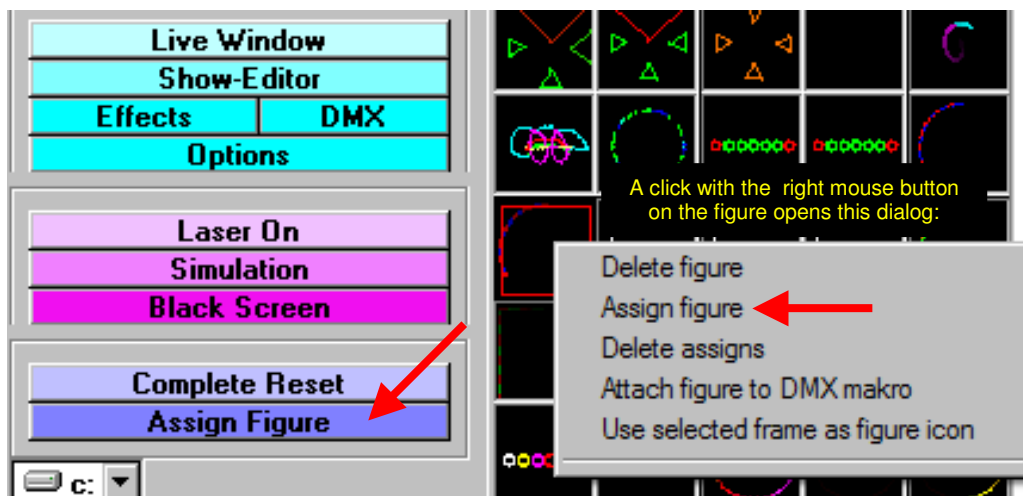 Live Window
Show-Editor
Effects DMX
Options
A click with the right mouse button
on the figure opens this dialog:
Laser On
Simulation
Black Screen
Delete figure
Assign figure
Delete assigns
Attach figure to DMX makro
Use selected frame as figure icon
Complete Reset
Assign Figure
c: